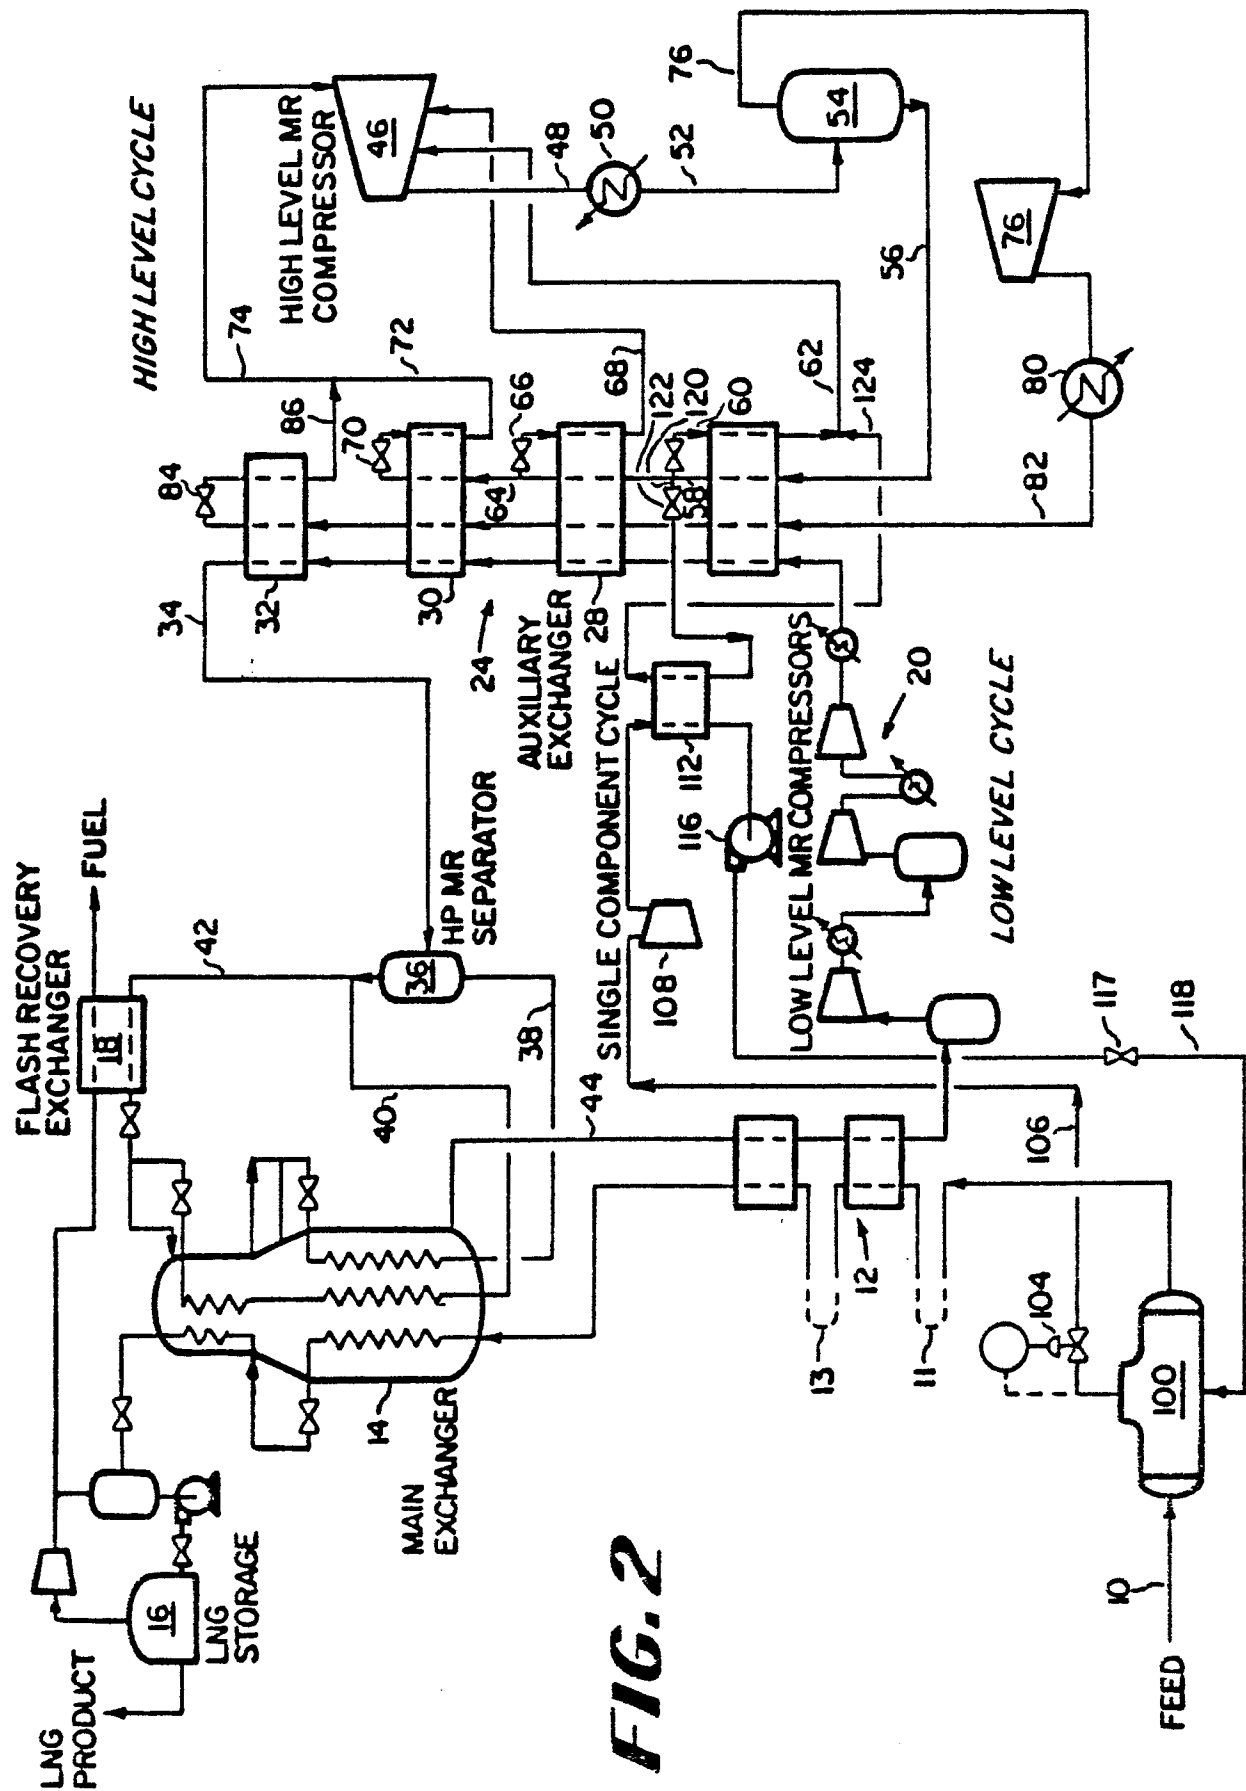 HIGH LEVEL CYCLE
HIGH LEVEL MR
COMPRESSOR
46
48
50
52
54
76
56
76
80
82
74
72
86
84
70
66
68
122
120
60
62
124
64
58
34
32
30
24
28
AUXILIARY
EXCHANGER
SINGLE COMPONENT CYCLE
112
116
108
LOW LEVEL MR COMPRESSORS
20
LOW LEVEL CYCLE
FLASH RECOVERY
EXCHANGER
FUEL
18
42
HP MR
SEPARATOR
36
38
40
44
117
118
106
104
12
13
11
14
MAIN
EXCHANGER
16
LNG
STORAGE
LNG
PRODUCT
100
10
FEED
FIG. 2